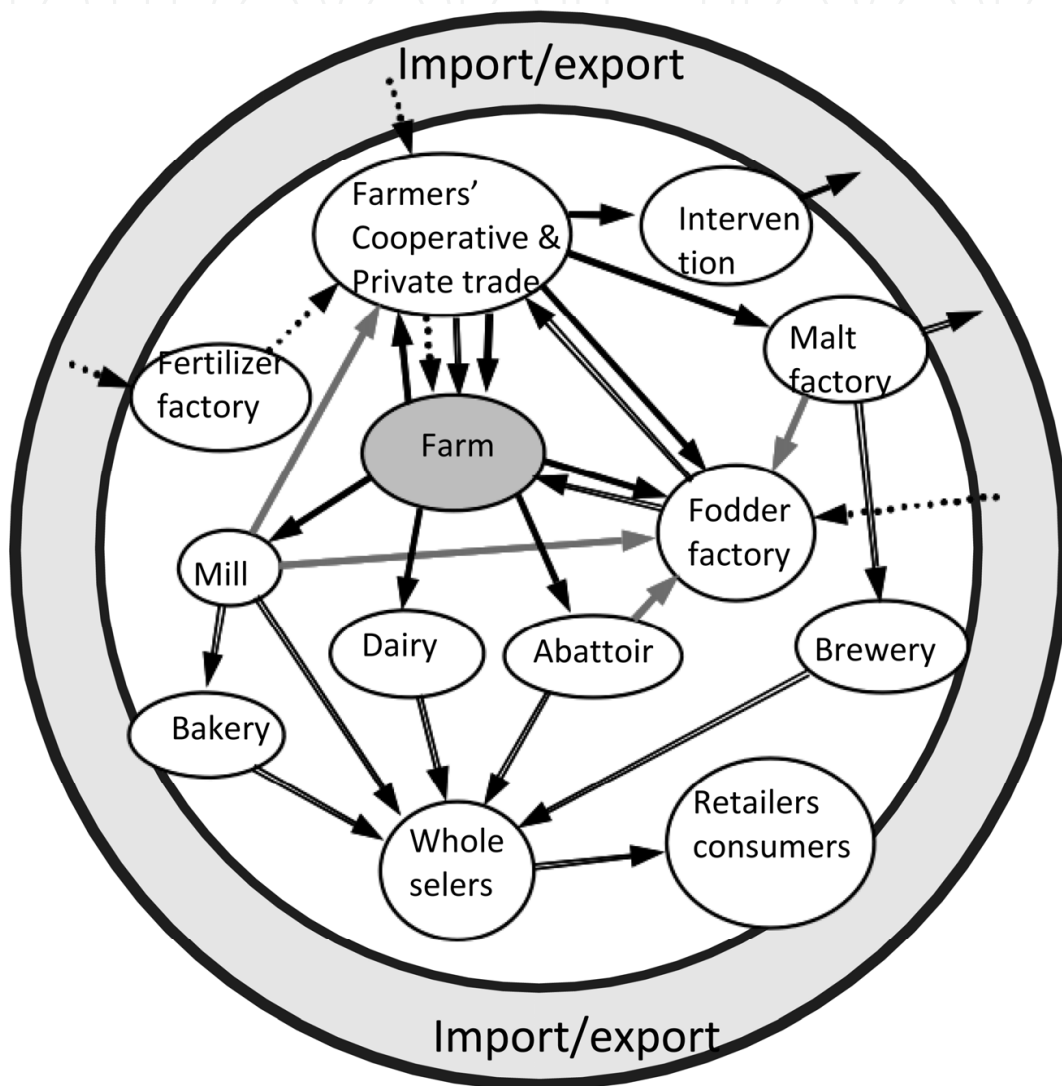 Import/export
Farmers’
Cooperative &
Private trade
Interven
tion
Malt
factory
Fertilizer
factory
Farm
Fodder
factory
Mill
Dairy
Abattoir
Brewery
Bakery
Retailers
consumers
Whole
selers
Import/export